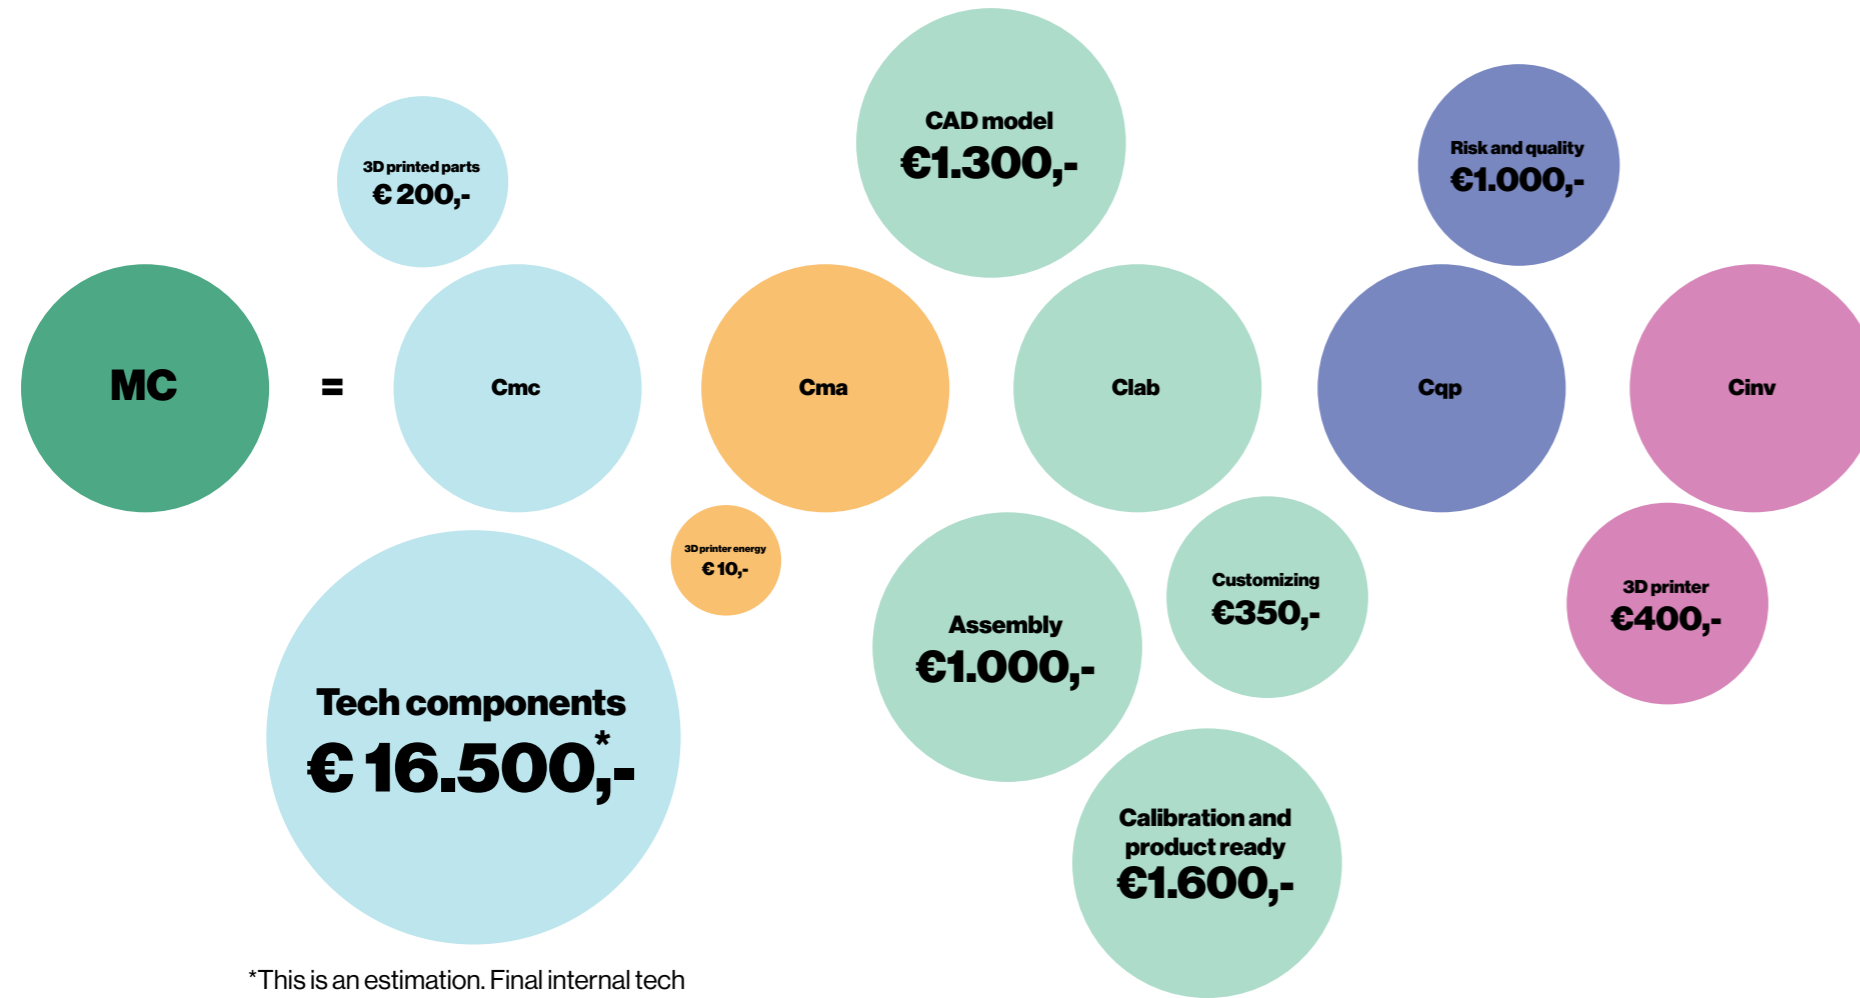 CAD model
€1.300,-
Risk and quality
€1.000,-
3D printed parts
€ 200,-
MC
=
Cmc
Cma
Clab
Cqp
Cinv
3D printer energy
€ 10,-
Customizing
€350,-
3D printer
€400,-
Assembly
€1.000,-
Tech components
€ 16.500,-*
Calibration and
product ready
€1.600,-
*This is an estimation. Final internal tech